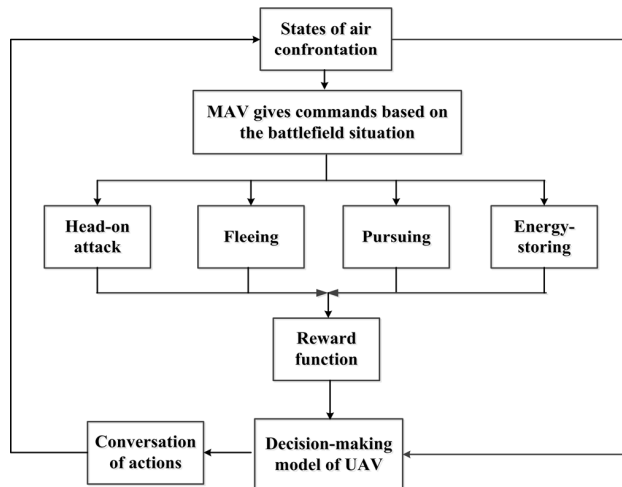 States of air
confrontation
MAV gives commands based on
the battlefield situation
Head-on
attack
Fleeing
Pursuing
Energy-
storing
Reward
function
Conversation
of actions
Decision-making
model of UAV